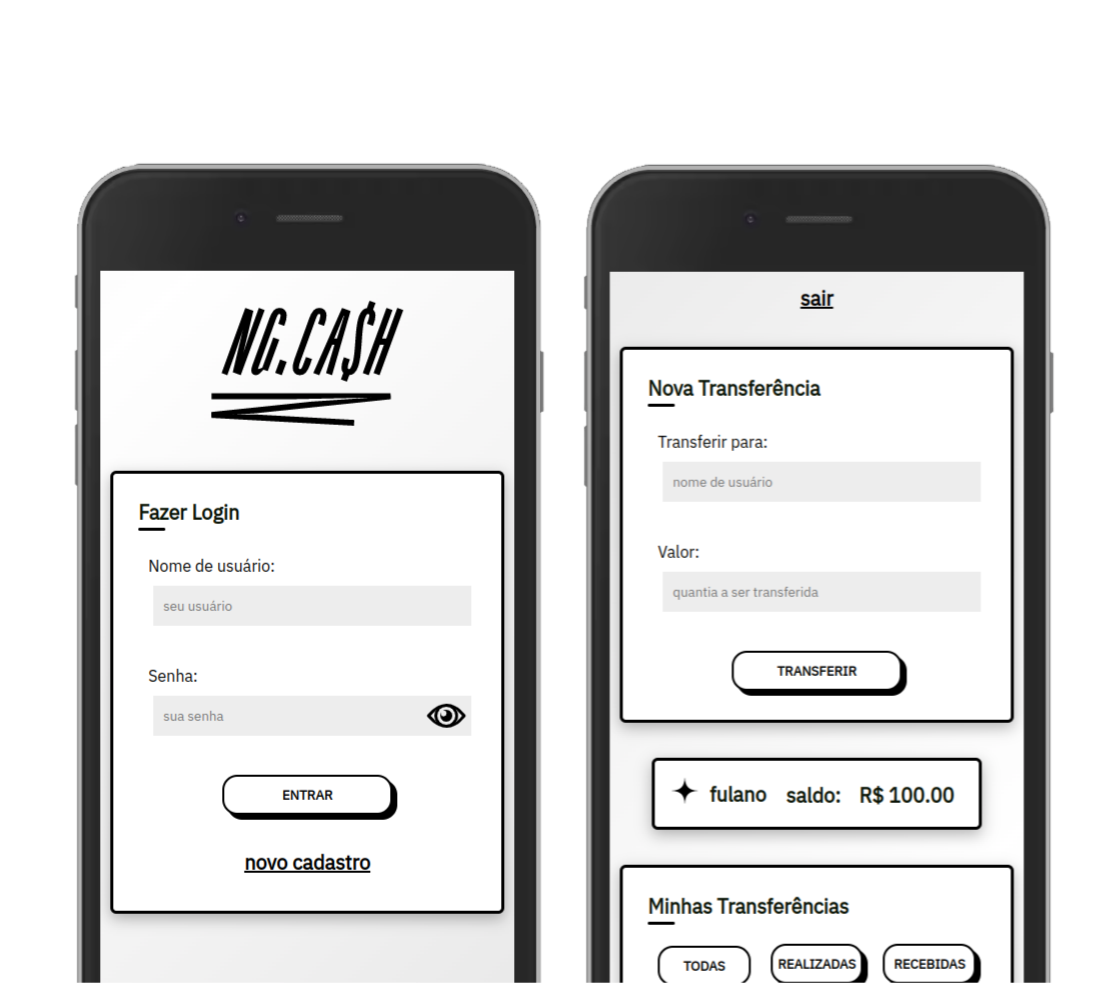 NG.CA$H
Fazer Login
Nome de usuário:
seu usuário
Senha:
sua senha
ENTRAR
novo cadastro
sair
Nova Transferência
Transferir para:
nome de usuário
Valor:
quantia a ser transferida
TRANSFERIR
fulano saldo: R$ 100.00
Minhas Transferências
TODAS REALIZADAS RECEBIDAS